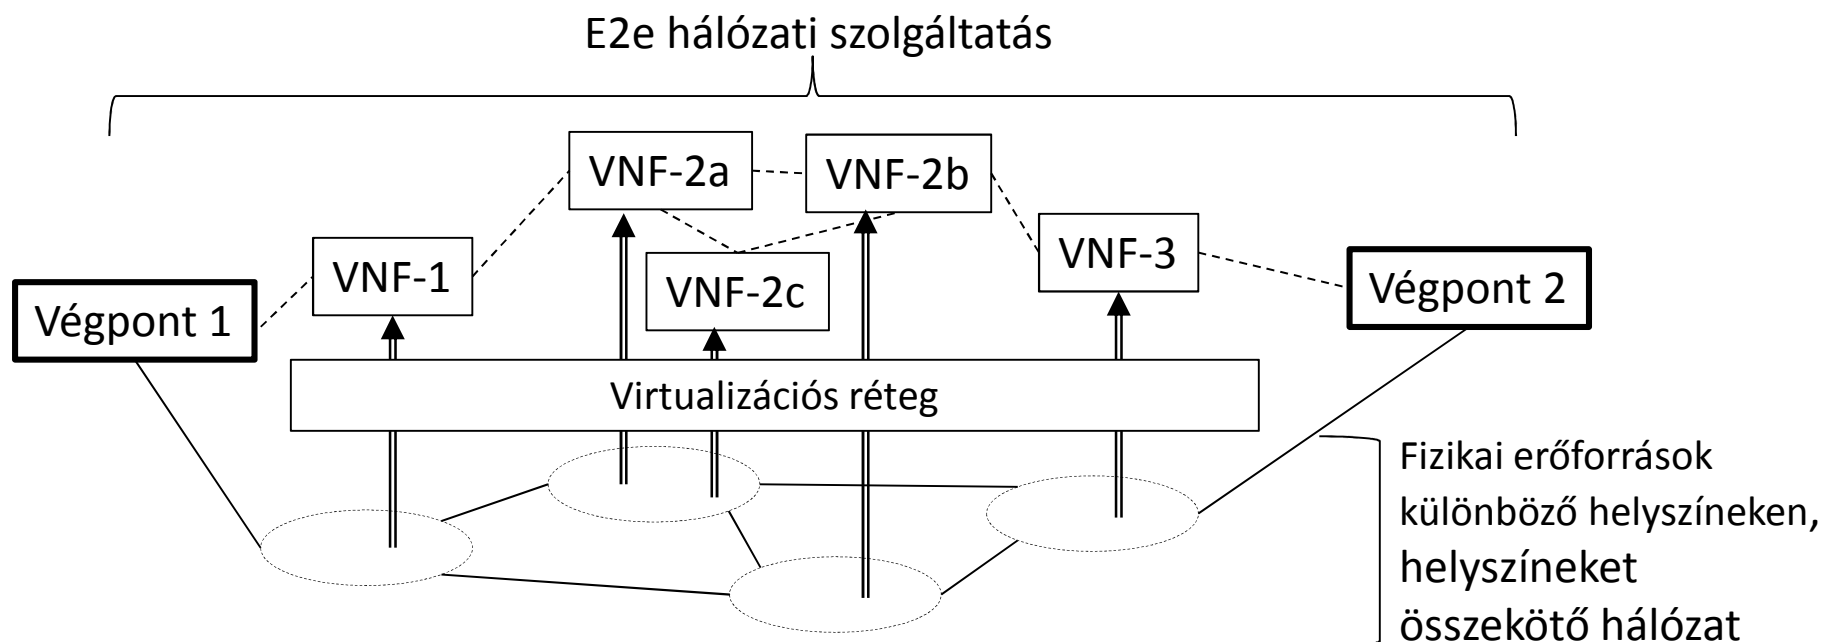 E2e hálózati szolgáltatás
VNF-2a
VNF-2b
VNF-1
VNF-2c
VNF-3
Végpont 1
Végpont 2
Virtualizációs réteg
Fizikai erőforrások
különböző helyszíneken,
helyszíneket
összekötő hálózat